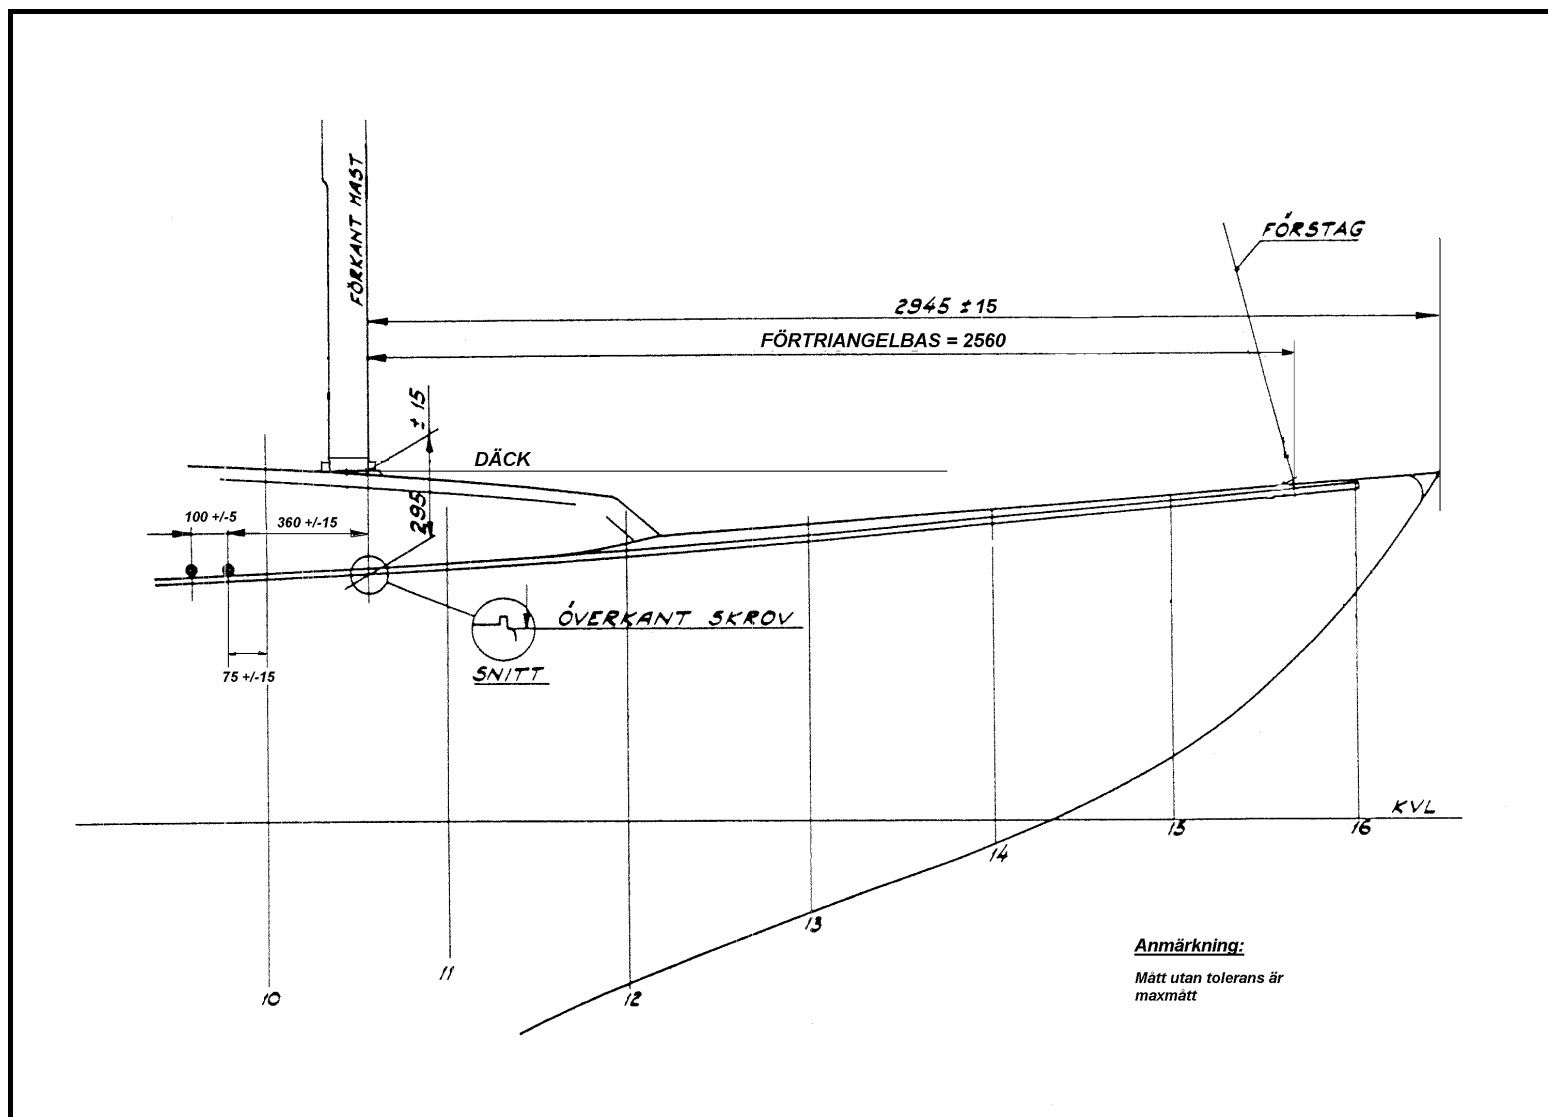 FÖRKANT MAST
FÖRSTAG
2945 ±15
FÖRTRIANGELBAS = 2560
295 ±15
DÄCK
100 +/-5
360 +/-15
ÖVERKANT SKROV
SNITT
75 +/-15
KVL
10
11
12
13
14
15
16
Anmärkning:
Mått utan tolerans är
maxmått